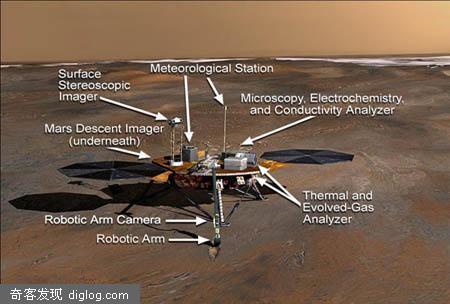 Meteorological Station
Surface
Stereoscopic
Imager
Microscopy, Electrochemistry,
and Conductivity Analyzer
Mars Descent Imager
(underneath)
Thermal and
Evolved-Gas
Analyzer
Robotic Arm Camera
Robotic Arm
奇客发现 diglog.com